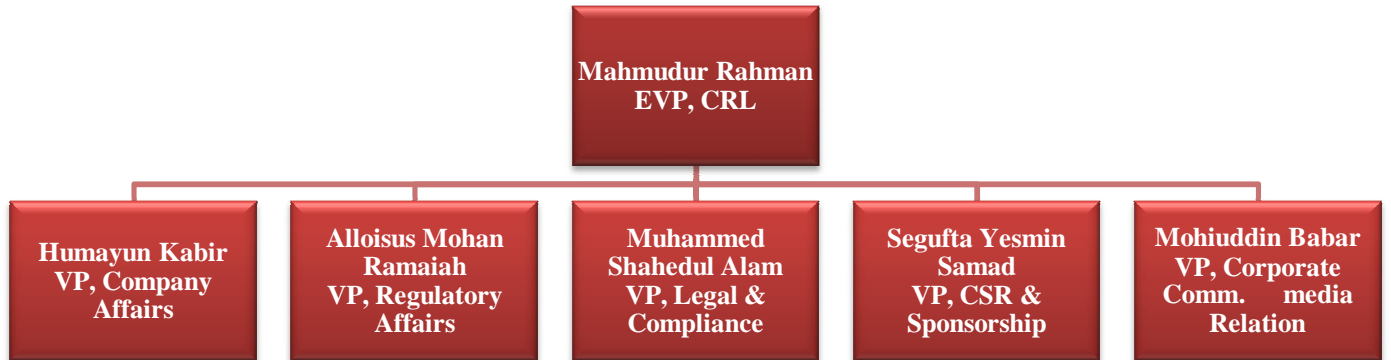 Mahmudur Rahman
EVP, CRL
Humayun Kabir
VP, Company
Affairs
Alloisus Mohan
Ramaiah
VP, Regulatory
Affairs
Muhammed
Shahedul Alam
VP, Legal &
Compliance
Segufta Yesmin
Samad
VP, CSR &
Sponsorship
Mohiuddin Babar
VP, Corporate
Comm. media
Relation